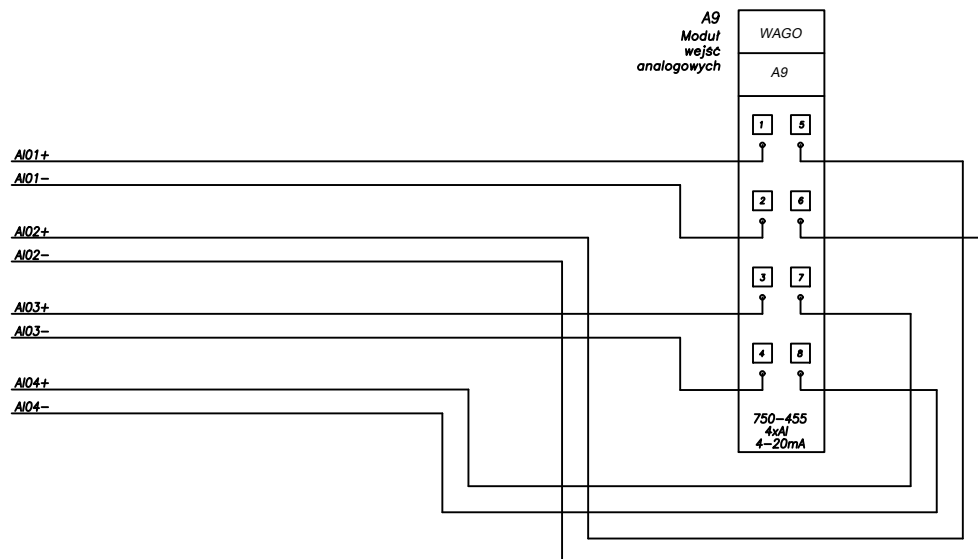 A9
Moduł
wejść
analogowych
WAGO
A9
1
5
AI01+
AI01-
2
6
AI02+
AI02-
3
7
AI03+
AI03-
4
8
AI04+
AI04-
750-455
4xAI
4-20mA